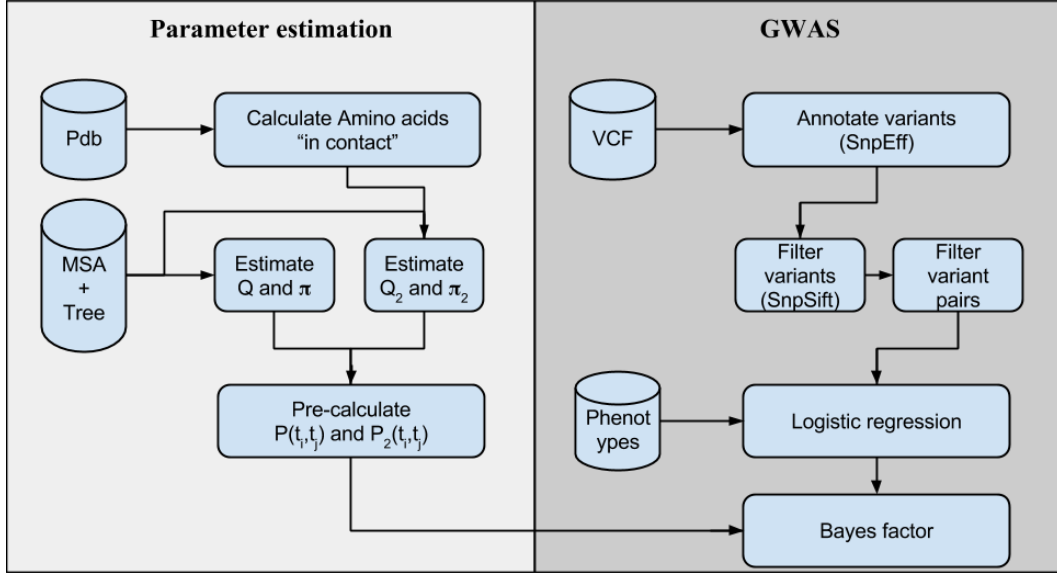 Parameter estimation
Pdb
Calculate Amino acids
“in contact”
MSA
+
Tree
Estimate
Q and π
Estimate
Q₂ and π₂
Pre-calculate
P(tᵢ,tⱼ) and P₂(tᵢ,tⱼ)
GWAS
VCF
Annotate variants
(SnpEff)
Filter
variants
(SnpSift)
Filter
variant
pairs
Phenot
ypes
Logistic regression
Bayes factor